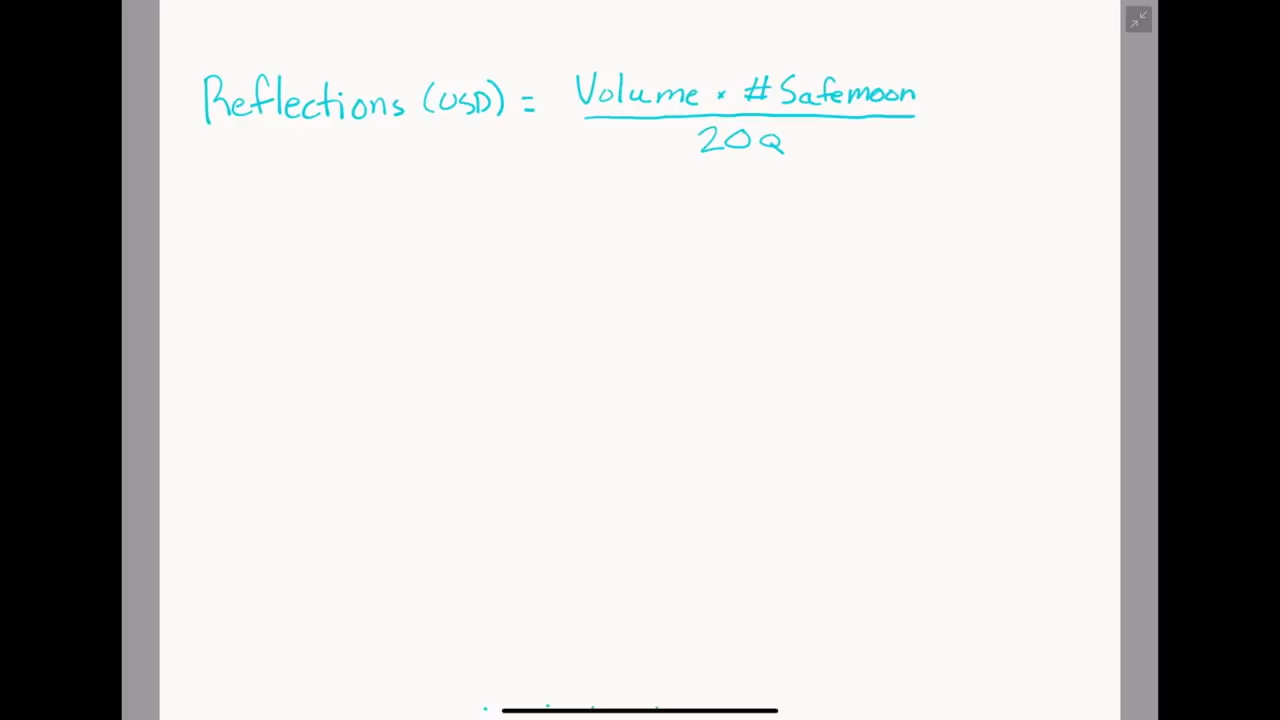 Reflections (USD) = Volume * # Safemoon
20Q